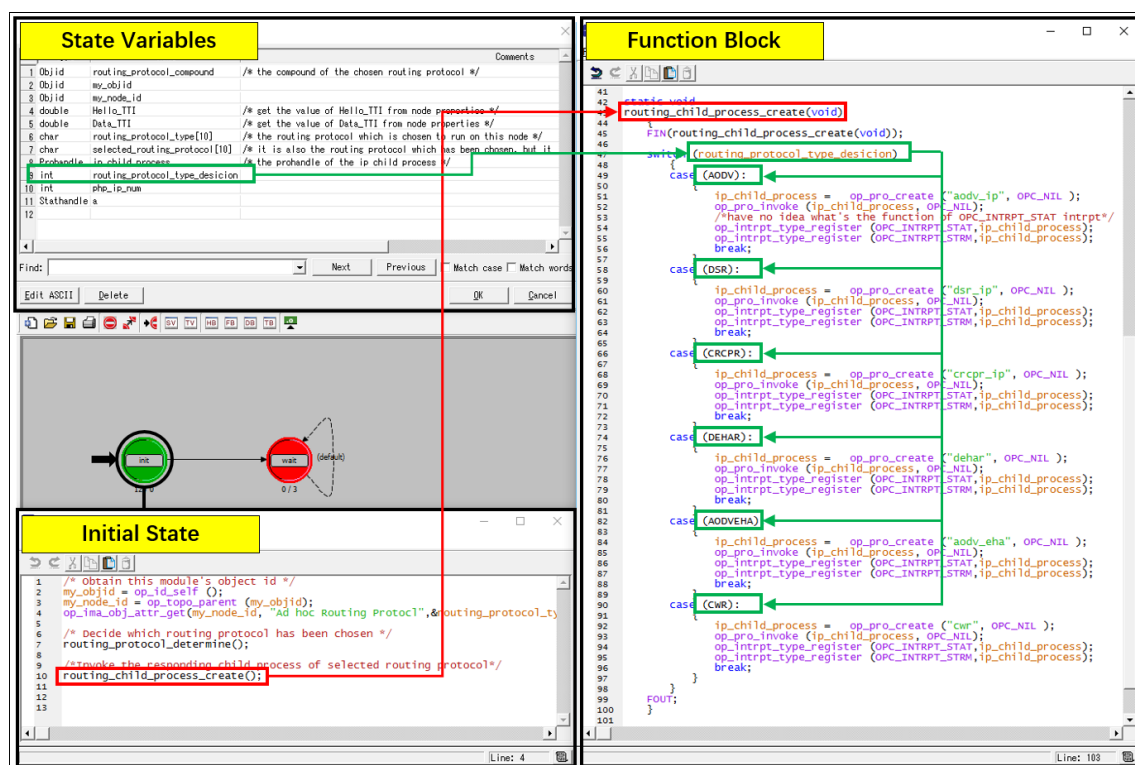 State Variables
Comments
1 Objid routing_protocol_compound /* the compound of the chosen routing protocol */
2 Objid my_objid
3 Objid my_node_id
4 double Hello_TTI /* get the value of Hello_TTI from node properties */
5 double Data_TTI /* get the value of Data_TTI from node properties */
6 char routing_protocol_type[10] /* the routing protocol which is chosen to run on this node */
7 char selected_routing_protocol[10] /* it is also the routing protocol which has been chosen, but it
8 Prohandle ip_child_process /* the prohandle of the ip child process */
9 int routing_protocol_type_desicion
10 int php_ip_num
11 Stathandle a
12
Find: Next Previous Match case Match words
Edit ASCII Delete OK Cancel
SV TV HB FB DB TB
init
wait
(default)
0 / 3
Initial State
1 /* Obtain this module's object id */
2 my_objid = op_id_self ();
3 my_node_id = op_topo_parent (my_objid);
4 op_ima_obj_attr_get(my_node_id, "Ad hoc Routing Protocl",&routing_protocol_ty
5
6 /* Decide which routing protocol has been chosen */
7 routing_protocol_determine();
8
9 /*Invoke the responding child process of selected routing protocol*/
10 routing_child_process_create();
11
12
13
Line: 4
Function Block
41
42 static void
43 routing_child_process_create(void)
44 {
45 FIN(routing_child_process_create(void));
46
47 switch (routing_protocol_type_desicion)
48 {
49 case (AODV):
50 {
51 ip_child_process = op_pro_create ("aodv_ip", OPC_NIL );
52 op_pro_invoke (ip_child_process, OPC_NIL);
53 /*have no idea what's the function of OPC_INTRPT_STAT intrpt*/
54 op_intrpt_type_register (OPC_INTRPT_STAT,ip_child_process);
55 op_intrpt_type_register (OPC_INTRPT_STRM,ip_child_process);
56 break;
57 }
58 case (DSR):
59 {
60 ip_child_process = op_pro_create ("dsr_ip", OPC_NIL );
61 op_pro_invoke (ip_child_process, OPC_NIL);
62 op_intrpt_type_register (OPC_INTRPT_STAT,ip_child_process);
63 op_intrpt_type_register (OPC_INTRPT_STRM,ip_child_process);
64 break;
65 }
66 case (CRCPR):
67 {
68 ip_child_process = op_pro_create ("crcpr_ip", OPC_NIL );
69 op_pro_invoke (ip_child_process, OPC_NIL);
70 op_intrpt_type_register (OPC_INTRPT_STAT,ip_child_process);
71 op_intrpt_type_register (OPC_INTRPT_STRM,ip_child_process);
72 break;
73 }
74 case (DEHAR):
75 {
76 ip_child_process = op_pro_create ("dehar", OPC_NIL );
77 op_pro_invoke (ip_child_process, OPC_NIL);
78 op_intrpt_type_register (OPC_INTRPT_STAT,ip_child_process);
79 op_intrpt_type_register (OPC_INTRPT_STRM,ip_child_process);
80 break;
81 }
82 case (AODVEHA)
83 {
84 ip_child_process = op_pro_create ("aodv_eha", OPC_NIL );
85 op_pro_invoke (ip_child_process, OPC_NIL);
86 op_intrpt_type_register (OPC_INTRPT_STAT,ip_child_process);
87 op_intrpt_type_register (OPC_INTRPT_STRM,ip_child_process);
88 break;
89 }
90 case (CWR):
91 {
92 ip_child_process = op_pro_create ("cwr", OPC_NIL );
93 op_pro_invoke (ip_child_process, OPC_NIL);
94 op_intrpt_type_register (OPC_INTRPT_STAT,ip_child_process);
95 op_intrpt_type_register (OPC_INTRPT_STRM,ip_child_process);
96 break;
97 }
98 }
99 FOUT;
100 }
101
Line: 103